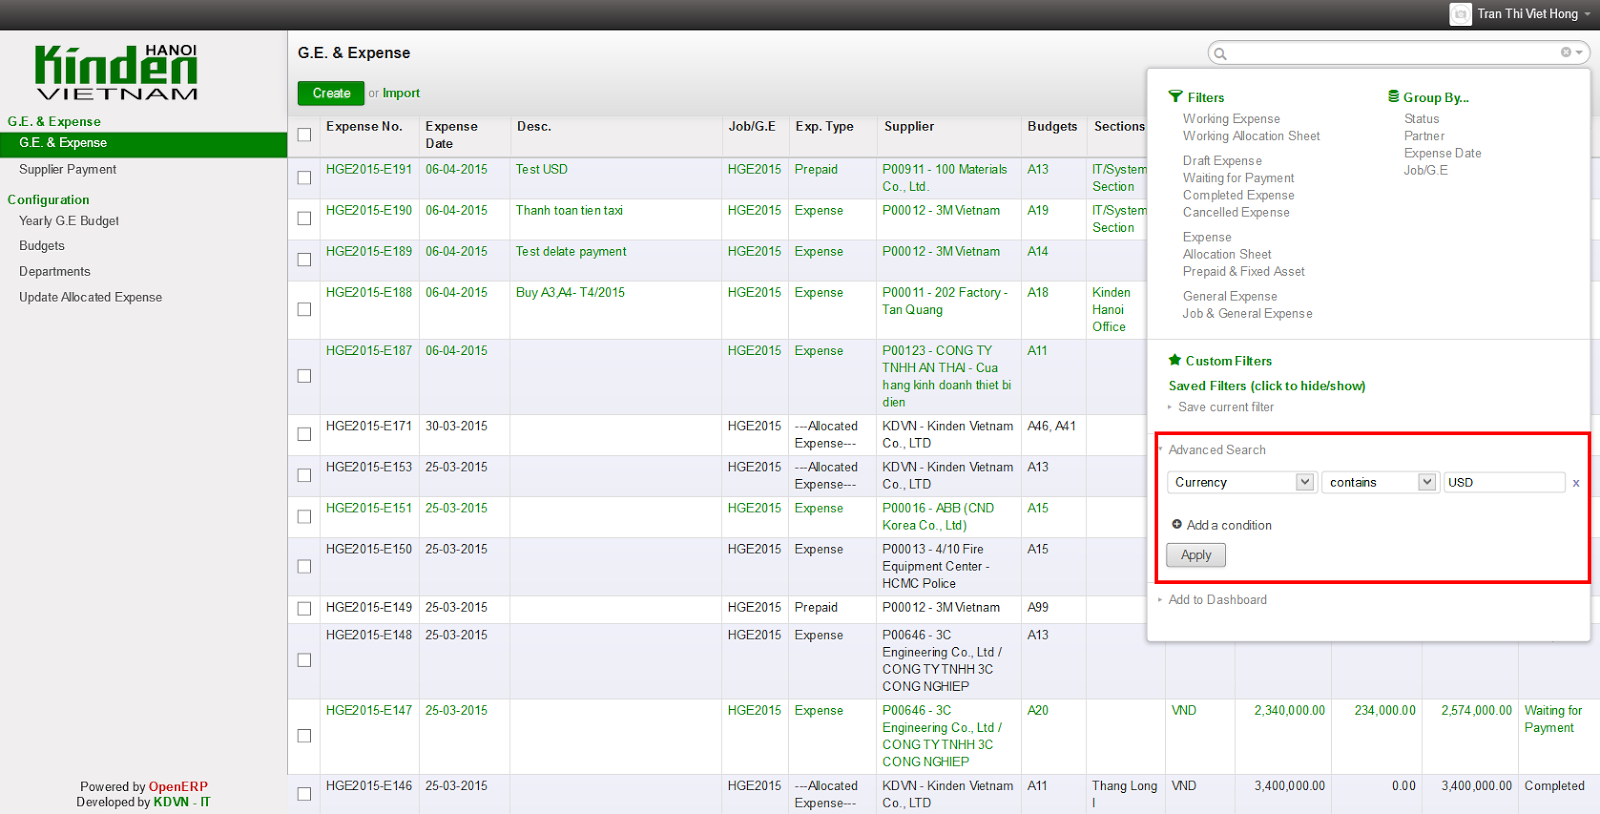 Tran Thi Viet Hong
Kinden HANOI
VIETNAM
G.E. & Expense
G.E. & Expense
Supplier Payment
Configuration
Yearly G.E Budget
Budgets
Departments
Update Allocated Expense
Powered by OpenERP
Developed by KDVN - IT
G.E. & Expense
Create or Import
Expense No. Expense Date Desc. Job/G.E Exp. Type Supplier Budgets Sections
HGE2015-E191 06-04-2015 Test USD HGE2015 Prepaid P00911 - 100 Materials Co., Ltd. A13 IT/System Section
HGE2015-E190 06-04-2015 Thanh toan tien taxi HGE2015 Expense P00012 - 3M Vietnam A19 IT/System Section
HGE2015-E189 06-04-2015 Test delate payment HGE2015 Expense P00012 - 3M Vietnam A14
HGE2015-E188 06-04-2015 Buy A3,A4- T4/2015 HGE2015 Expense P00011 - 202 Factory - Tan Quang A18 Kinden Hanoi Office
HGE2015-E187 06-04-2015 HGE2015 Expense P00123 - CONG TY TNHH AN THAI - Cua hang kinh doanh thiet bi dien A11
HGE2015-E171 30-03-2015 HGE2015 ---Allocated Expense--- KDVN - Kinden Vietnam Co., LTD A46, A41
HGE2015-E153 25-03-2015 HGE2015 ---Allocated Expense--- KDVN - Kinden Vietnam Co., LTD A13
HGE2015-E151 25-03-2015 HGE2015 Expense P00016 - ABB (CND Korea Co., Ltd) A15
HGE2015-E150 25-03-2015 HGE2015 Expense P00013 - 4/10 Fire Equipment Center - HCMC Police A15
HGE2015-E149 25-03-2015 HGE2015 Prepaid P00012 - 3M Vietnam A99
HGE2015-E148 25-03-2015 HGE2015 Expense P00646 - 3C Engineering Co., Ltd / CONG TY TNHH 3C CONG NGHIEP A13
HGE2015-E147 25-03-2015 HGE2015 Expense P00646 - 3C Engineering Co., Ltd / CONG TY TNHH 3C CONG NGHIEP A20 VND 2,340,000.00 234,000.00 2,574,000.00 Waiting for Payment
HGE2015-E146 25-03-2015 HGE2015 ---Allocated Expense--- KDVN - Kinden Vietnam Co., LTD A11 Thang Long I VND 3,400,000.00 0.00 3,400,000.00 Completed
Filters
Working Expense
Working Allocation Sheet
Draft Expense
Waiting for Payment
Completed Expense
Cancelled Expense
Expense
Allocation Sheet
Prepaid & Fixed Asset
General Expense
Job & General Expense
Group By...
Status
Partner
Expense Date
Job/G.E
Custom Filters
Saved Filters (click to hide/show)
Save current filter
Advanced Search
Currency contains USD x
Add a condition
Apply
Add to Dashboard